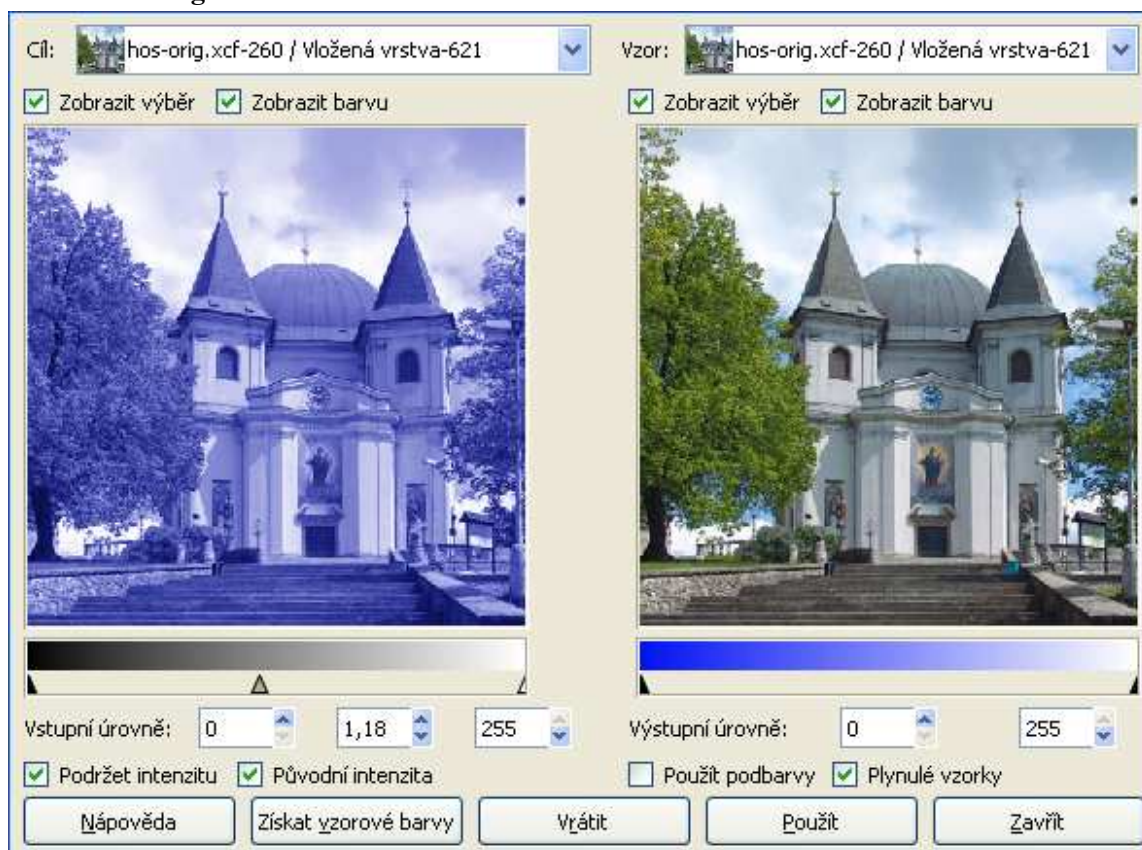 Cíl: hos-orig.xcf-260 / Vložená vrstva-621
Vzor: hos-orig.xcf-260 / Vložená vrstva-621
Zobrazit výběr Zobrazit barvu
Zobrazit výběr Zobrazit barvu
Vstupní úrovně: 0 1,18 255
Výstupní úrovně: 0 255
Podržet intenzitu Původní intenzita
Použít podbarvy Plynulé vzorky
Nápověda Získat vzorové barvy Vrátit Použít Zavřít